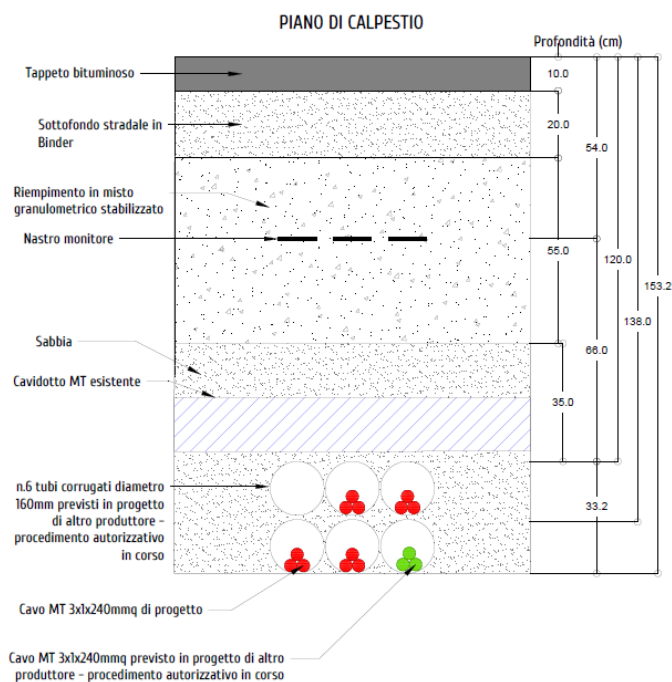 PIANO DI CALPESTIO
Profondità (cm)
Tappeto bituminoso
10.0
Sottofondo stradale in
Binder
20.0
54.0
Riempimento in misto
granulometrico stabilizzato
Nastro monitore
55.0
120.0
153.2
138.0
Sabbia
66.0
Cavidotto MT esistente
35.0
n.6 tubi corrugati diametro
160mm previsti in progetto
di altro produttore –
procedimento autorizzativo
in corso
33.2
Cavo MT 3x1x240mmq di progetto
Cavo MT 3x1x240mmq previsto in progetto di altro
produttore – procedimento autorizzativo in corso